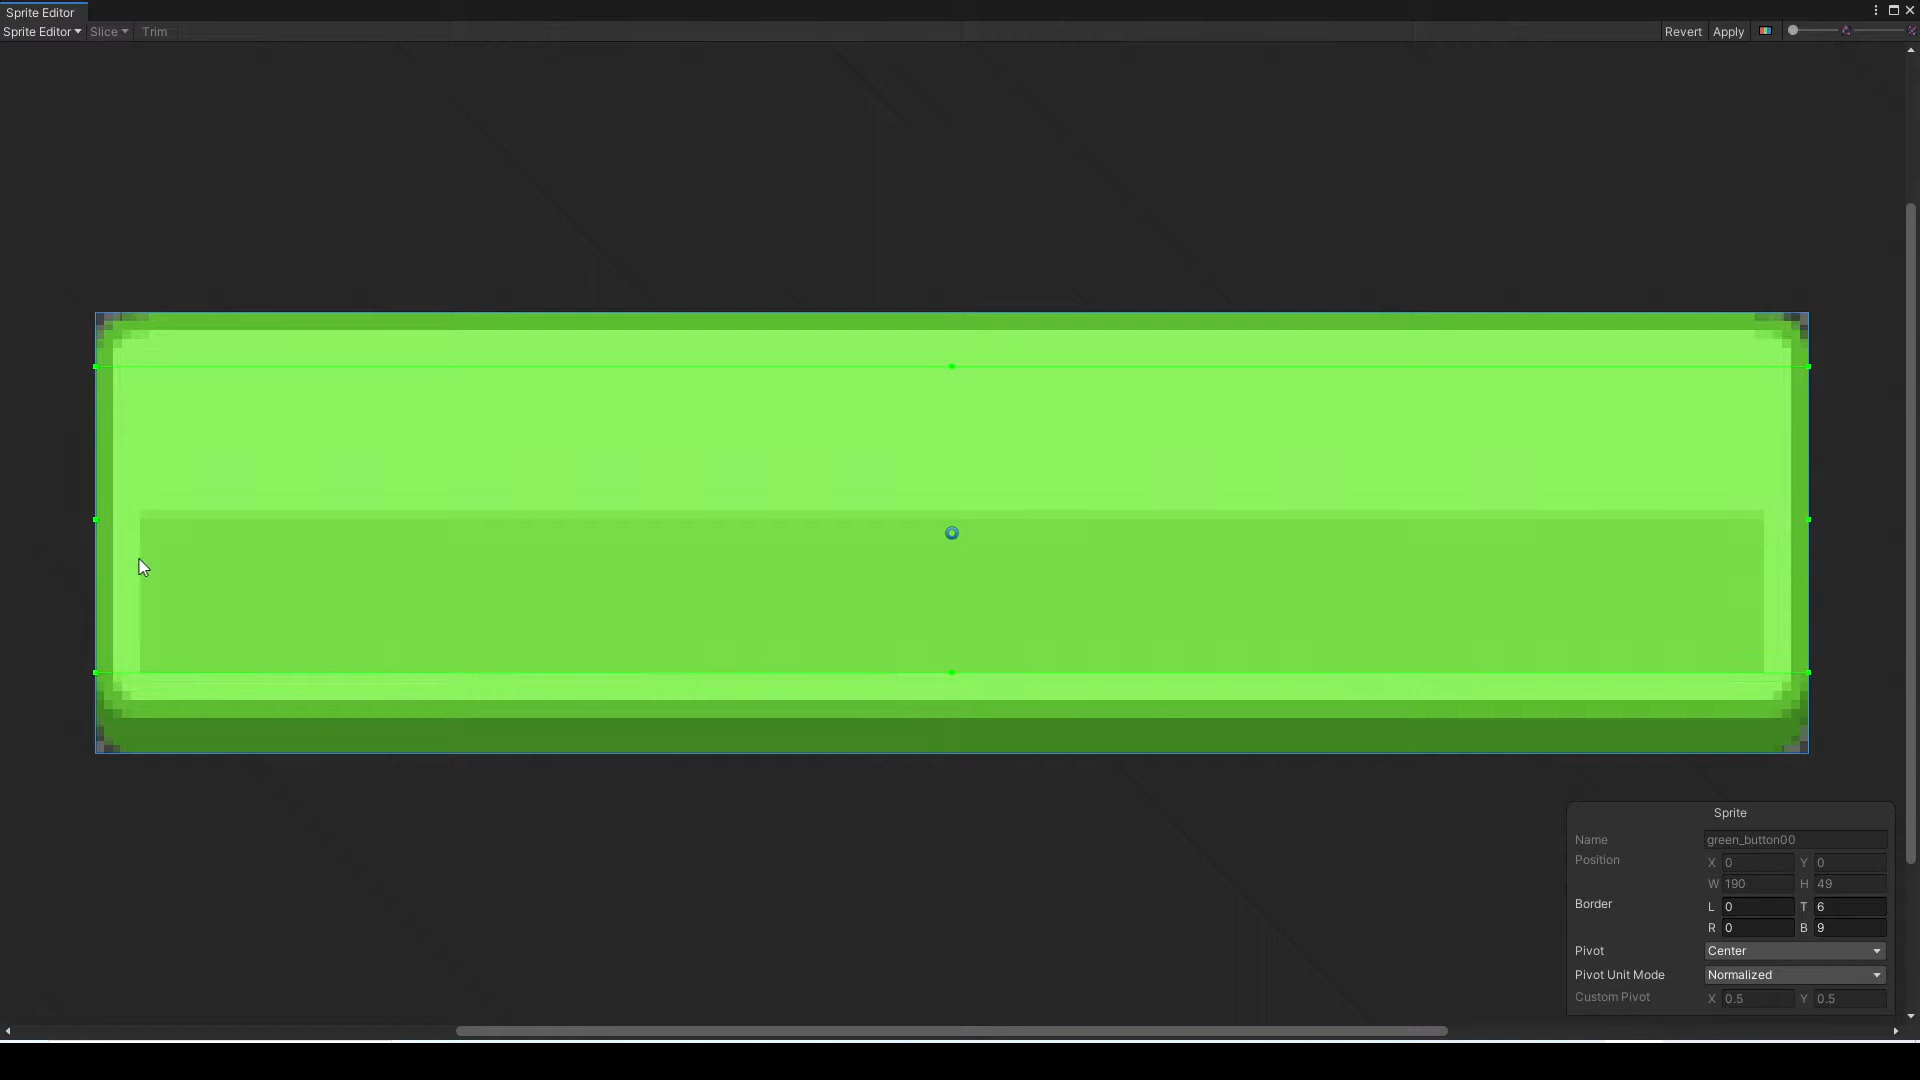 Sprite Editor
Sprite Editor Slice Trim Revert Apply
Sprite
Name green_button00
Position X 0 Y 0
W 190 H 49
Border L 0 T 6
R 0 B 9
Pivot Center
Pivot Unit Mode Normalized
Custom Pivot X 0.5 Y 0.5